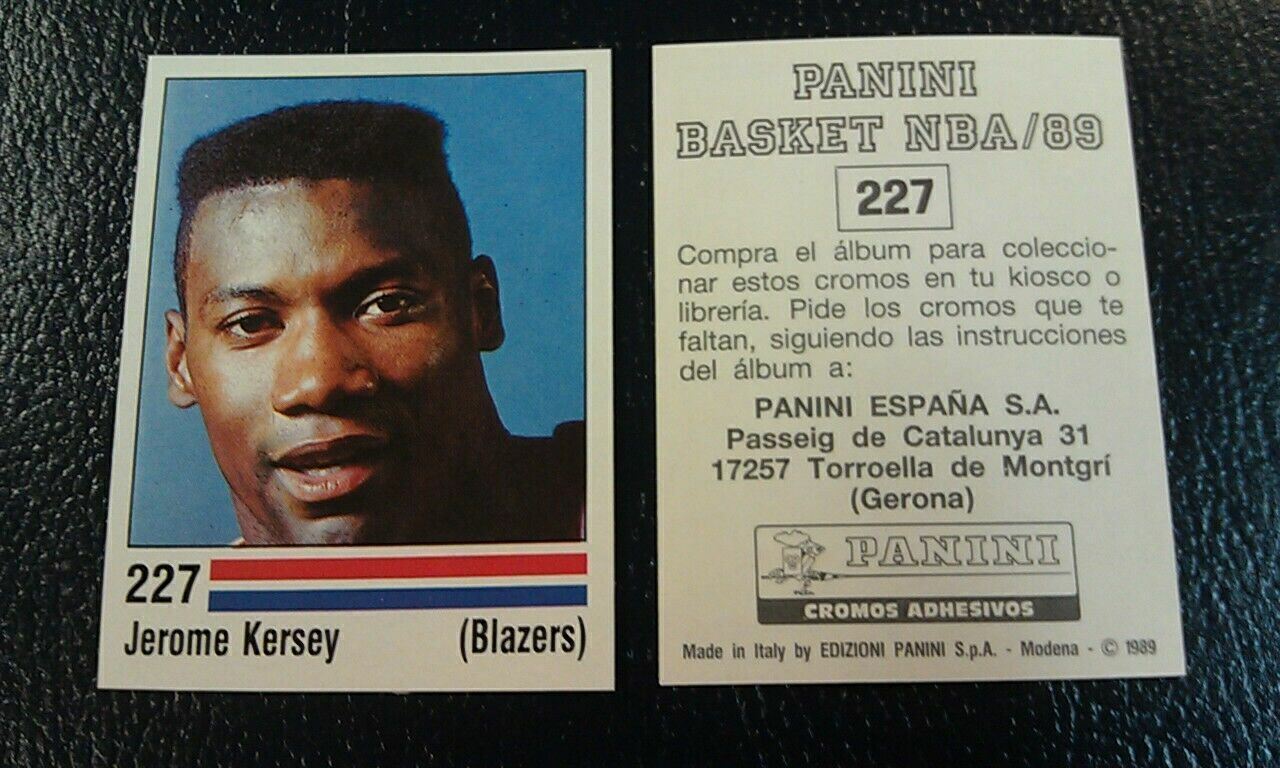 227
Jerome Kersey (Blazers)
PANINI
BASKET NBA/89
227
Compra el álbum para coleccio-
nar estos cromos en tu kiosco o
librería. Pide los cromos que te
faltan, siguiendo las instrucciones
del álbum a:
PANINI ESPAÑA S.A.
Passeig de Catalunya 31
17257 Torroella de Montgrí
(Gerona)
PANINI
CROMOS ADHESIVOS
Made in Italy by EDIZIONI PANINI S.p.A. - Modena - © 1989